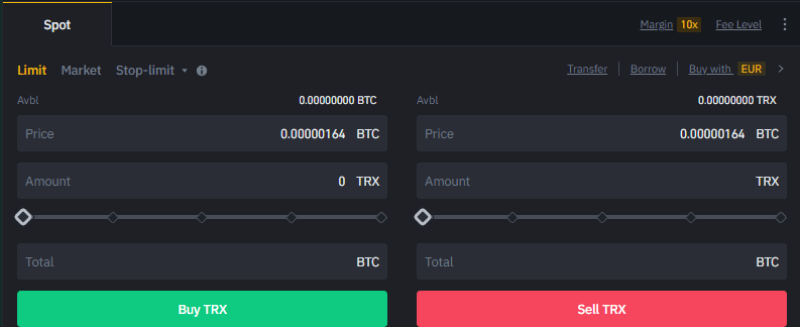 Spot Margin 10x Fee Level
Limit Market Stop-limit Transfer Borrow Buy with EUR
Avbl 0.00000000 BTC Avbl 0.00000000 TRX
Price 0.00000164 BTC Price 0.00000164 BTC
Amount 0 TRX Amount TRX
Total BTC Total BTC
Buy TRX Sell TRX